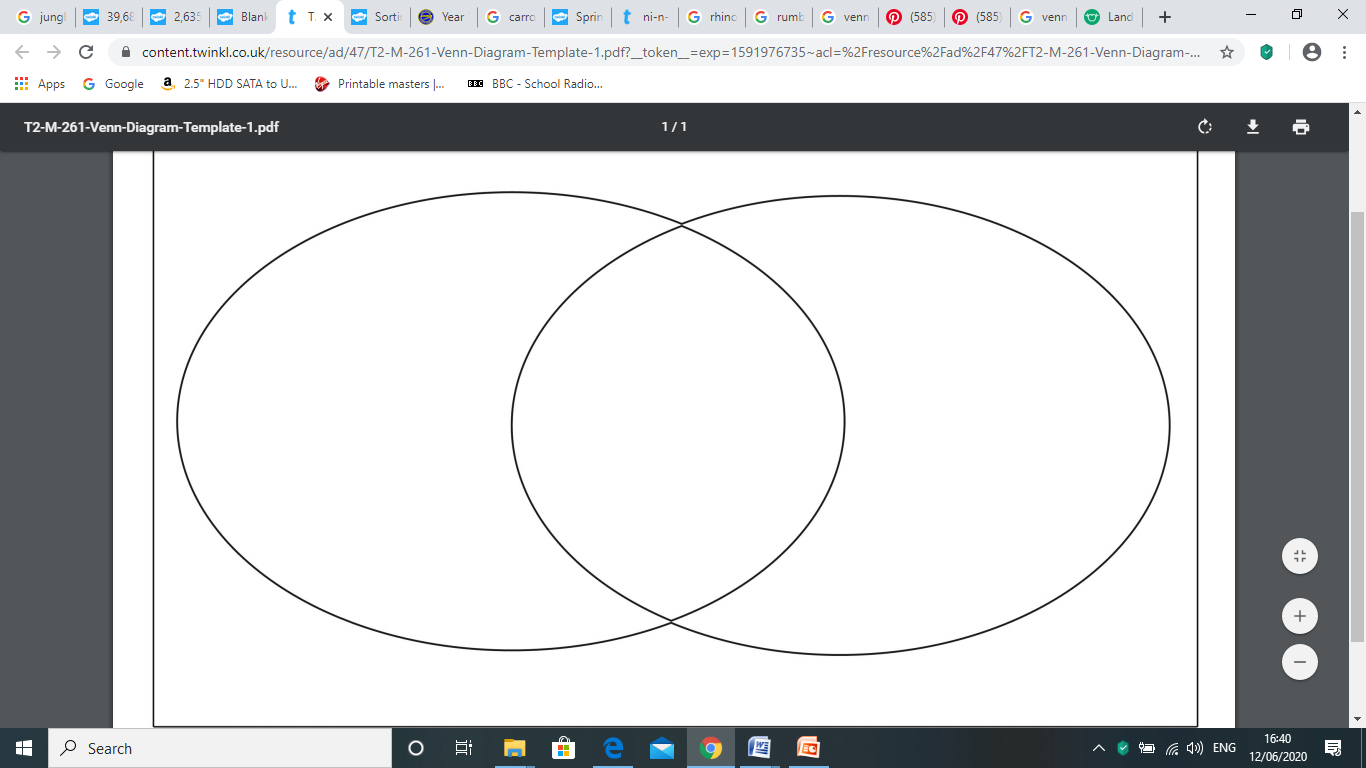 jungl 39,68 2,635 Blank T. Sortin Year carro Sprin ni-n- rhino rumb venn (585) (585) venn Land
content.twinkl.co.uk/resource/ad/47/T2-M-261-Venn-Diagram-Template-1.pdf?__token__=exp=1591976735~acl=%2Fresource%2Fad%2F47%2FT2-M-261-Venn-Diagram-...
Apps Google 2.5" HDD SATA to U... Printable masters |... BBC BBC - School Radio...
T2-M-261-Venn-Diagram-Template-1.pdf 1 / 1
Search ENG 16:40
12/06/2020